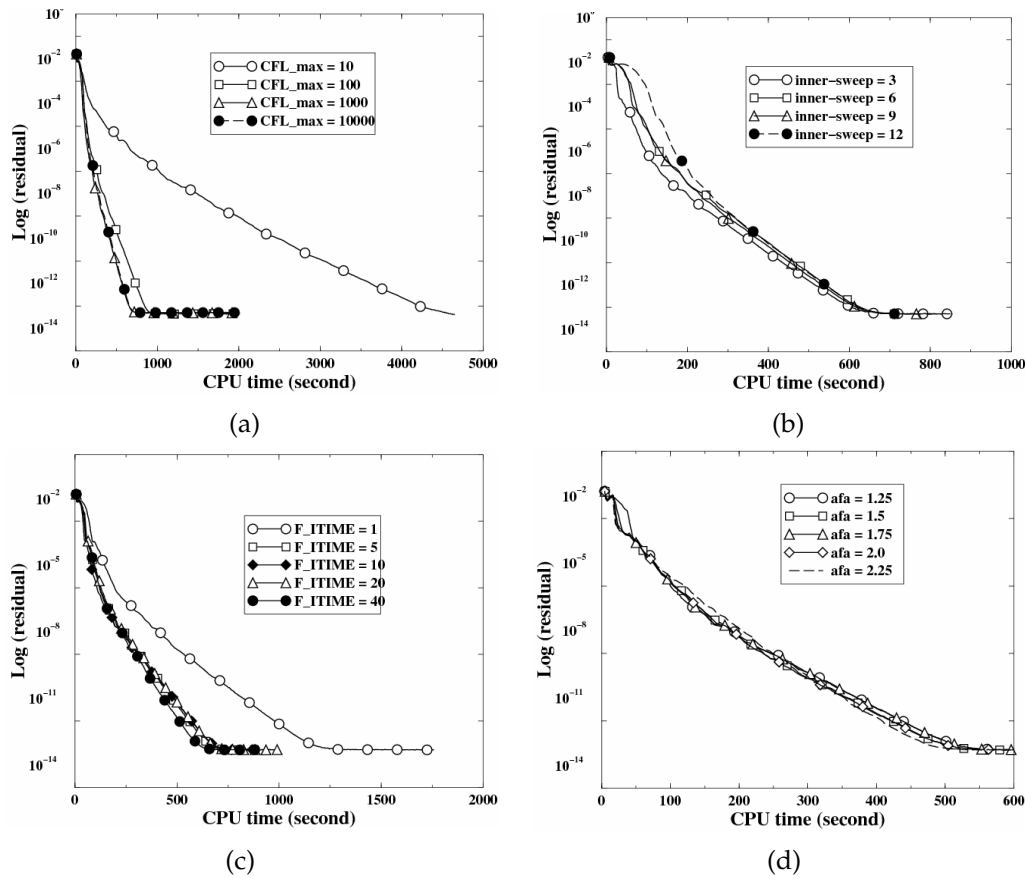 10⁰
10⁻²
10⁻⁴
10⁻⁶
10⁻⁸
10⁻¹⁰
10⁻¹²
10⁻¹⁴
Log (residual)
CFL_max = 10
CFL_max = 100
CFL_max = 1000
CFL_max = 10000
0 1000 2000 3000 4000 5000
CPU time (second)
(a)
10⁰
10⁻²
10⁻⁴
10⁻⁶
10⁻⁸
10⁻¹⁰
10⁻¹²
10⁻¹⁴
Log (residual)
inner-sweep = 3
inner-sweep = 6
inner-sweep = 9
inner-sweep = 12
0 200 400 600 800 1000
CPU time (second)
(b)
10⁻²
10⁻⁵
10⁻⁸
10⁻¹¹
10⁻¹⁴
Log (residual)
F_ITIME = 1
F_ITIME = 5
F_ITIME = 10
F_ITIME = 20
F_ITIME = 40
0 500 1000 1500 2000
CPU time (second)
(c)
10⁻²
10⁻⁵
10⁻⁸
10⁻¹¹
10⁻¹⁴
Log (residual)
afa = 1.25
afa = 1.5
afa = 1.75
afa = 2.0
afa = 2.25
0 100 200 300 400 500 600
CPU time (second)
(d)